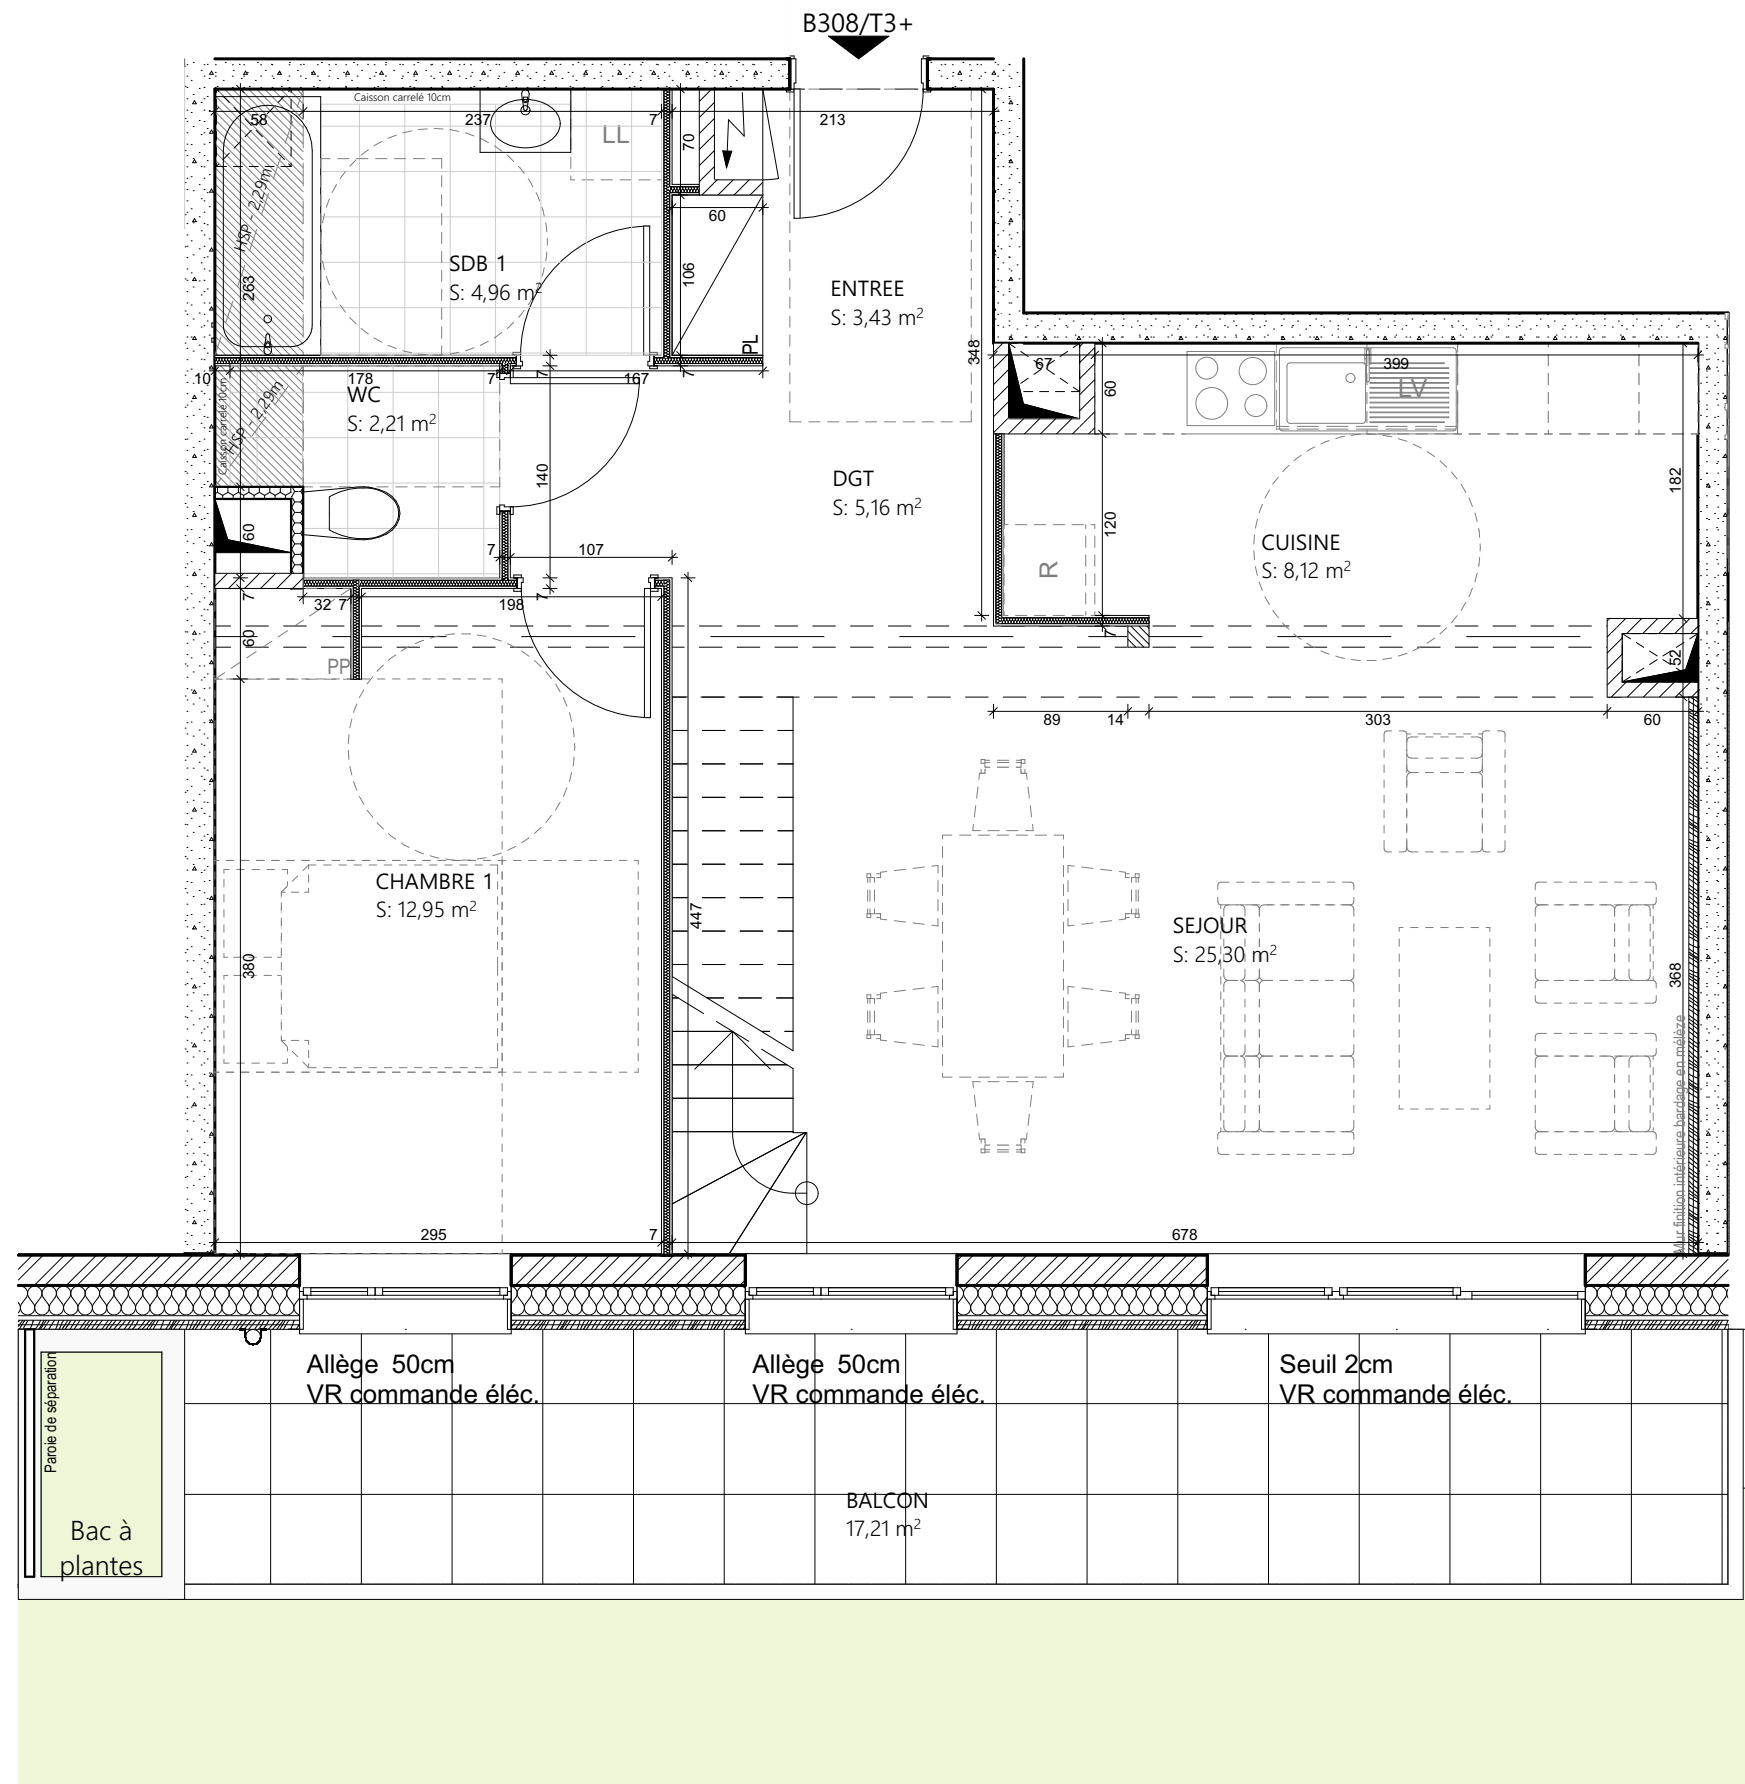 B308/T3+
Caisson carrelé 10cm
58
237
7
213
LL
70
HSP - 2,29m
60
263
106
SDB 1
S: 4,96 m²
ENTREE
S: 3,43 m²
PL
348
10
178
7
7
167
7
67
399
LV
60
WC
S: 2,21 m²
Caisson carrelé 10cm
HSP - 2,29m
140
DGT
S: 5,16 m²
182
60
7
107
120
CUISINE
S: 8,12 m²
R
7
32
7
198
7
60
7
PP
52
89
14
303
60
CHAMBRE 1
S: 12,95 m²
447
SEJOUR
S: 25,30 m²
380
368
Mur finition intérieure bardage en mélèze
295
7
678
Allège 50cm
VR commande éléc.
Allège 50cm
VR commande éléc.
Seuil 2cm
VR commande éléc.
Paroie de séparation
BALCON
17,21 m²
Bac à
plantes